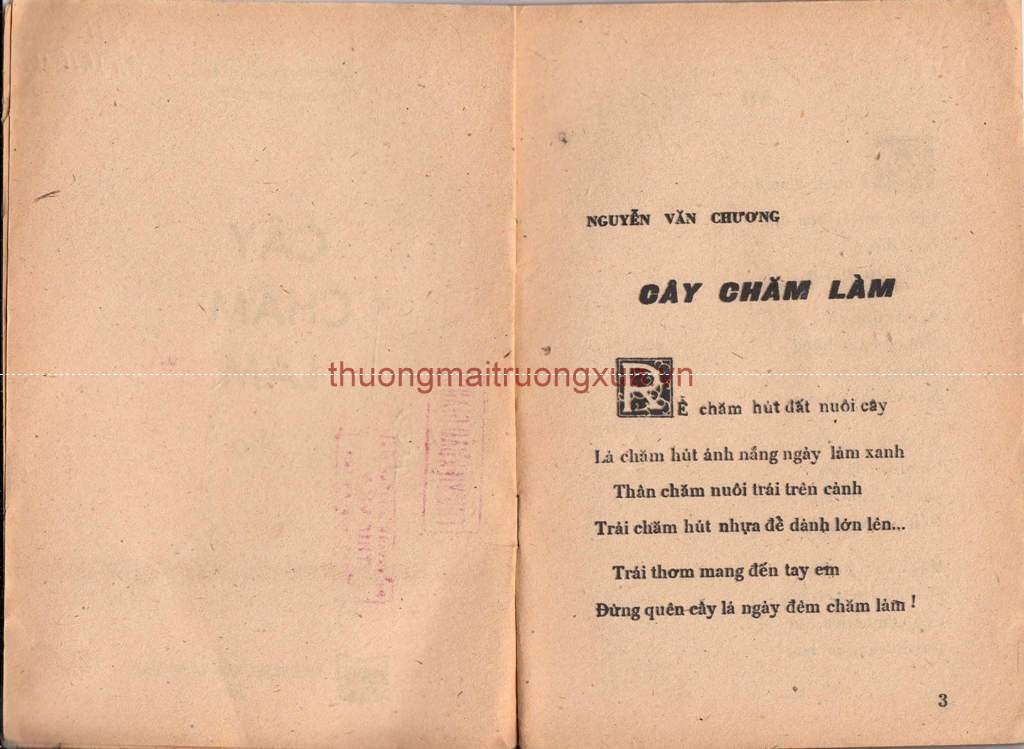 NGUYỄN VĂN CHƯƠNG
CÂY CHĂM LÀM
thuongmaitruongxua.vn
RỄ chăm hút đất nuôi cây
Lá chăm hút ánh nắng ngày làm xanh
Thân chăm nuôi trái trên cành
Trái chăm hút nhựa để dành lớn lên...
Trái thơm mang đến tay em
Đừng quên cây lá ngày đêm chăm làm !
3